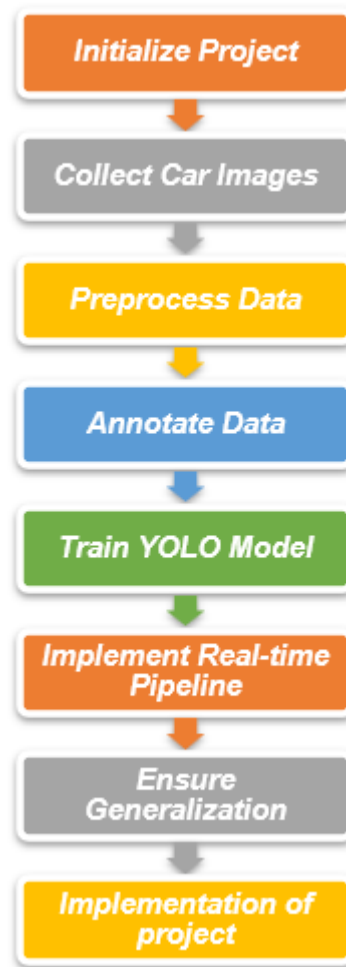 Initialize Project
Collect Car Images
Preprocess Data
Annotate Data
Train YOLO Model
Implement Real-time
Pipeline
Ensure
Generalization
Implementation of
project